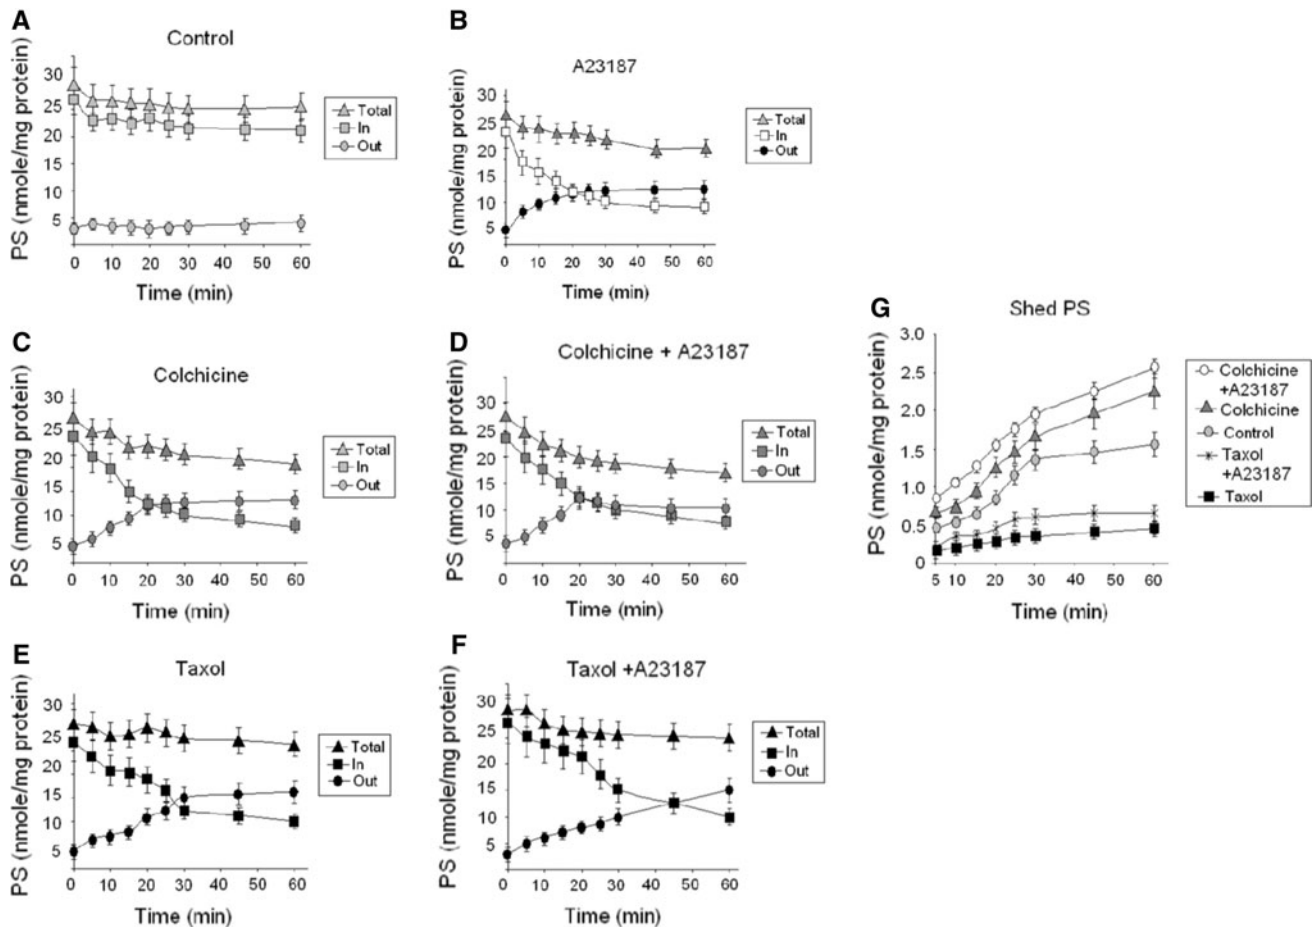 A
Control
PS (nmole/mg protein)
30
25
20
15
10
5
0 10 20 30 40 50 60
Time (min)
Total
In
Out
B
A23187
PS (nmole/mg protein)
30
25
20
15
10
5
0 10 20 30 40 50 60
Time (min)
Total
In
Out
C
Colchicine
PS (nmole/mg protein)
30
25
20
15
10
5
0 10 20 30 40 50 60
Time (min)
Total
In
Out
D
Colchicine + A23187
PS (nmole/mg protein)
30
25
20
15
10
5
0 10 20 30 40 50 60
Time (min)
Total
In
Out
E
Taxol
PS (nmole/mg protein)
30
25
20
15
10
5
0 10 20 30 40 50 60
Time (min)
Total
In
Out
F
Taxol +A23187
PS (nmole/mg protein)
30
25
20
15
10
5
0 10 20 30 40 50 60
Time (min)
Total
In
Out
G
Shed PS
PS (nmole/mg protein)
3.0
2.5
2.0
1.5
1.0
0.5
0
5 10 20 30 40 50 60
Time (min)
Colchicine
+A23187
Colchicine
Control
Taxol
+A23187
Taxol